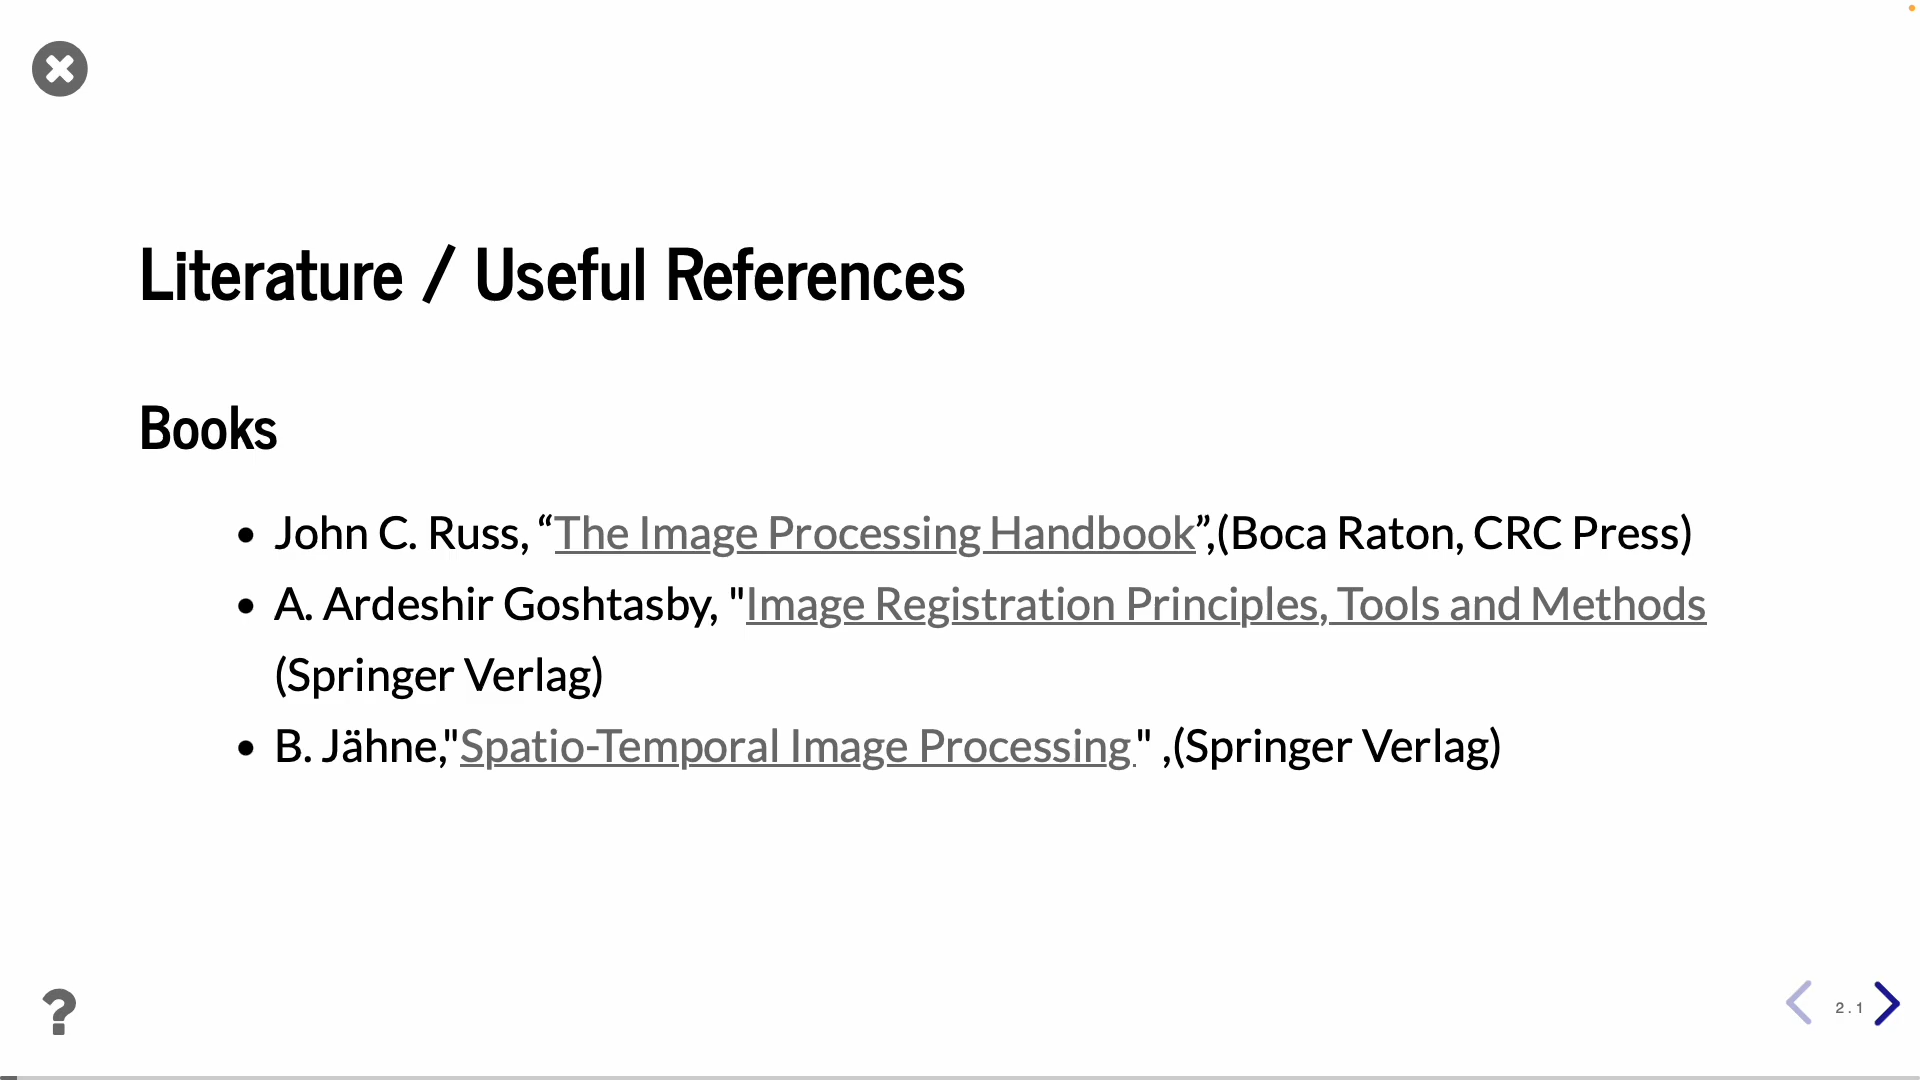 Literature / Useful References
Books
• John C. Russ, “The Image Processing Handbook”,(Boca Raton, CRC Press)
• A. Ardeshir Goshtasby, "Image Registration Principles, Tools and Methods
(Springer Verlag)
• B. Jähne,"Spatio-Temporal Image Processing " ,(Springer Verlag)
?
2 . 1